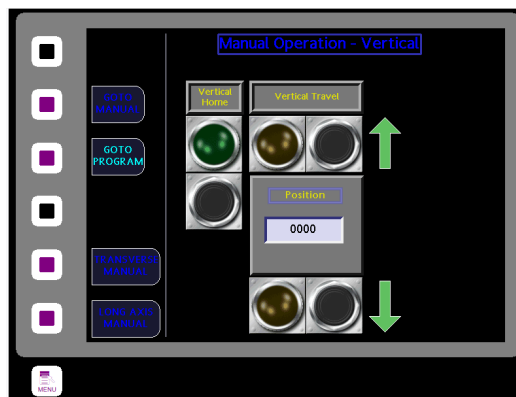 Manual Operation - Vertical
GOTO
MANUAL
GOTO
PROGRAM
TRANSVERSE
MANUAL
LONG AXIS
MANUAL
Vertical
Home
Vertical Travel
Position
0000
MENU